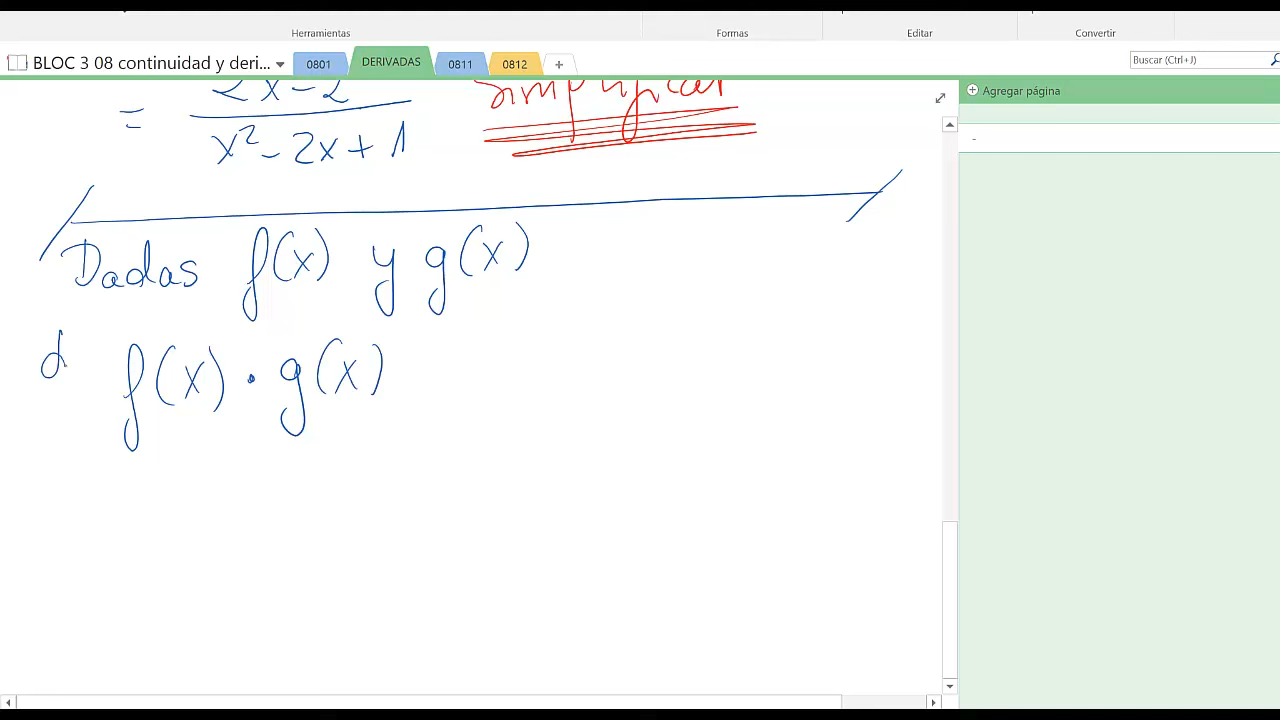 Herramientas Formas Editar Convertir
BLOC 3 08 continuidad y deri... 0801 DERIVADAS 0811 0812 + Buscar (Ctrl+J)
Agregar página
2x-2
= x²-2x+1
Simplificar
Dadas f(x) y g(x)
d f(x) · g(x)